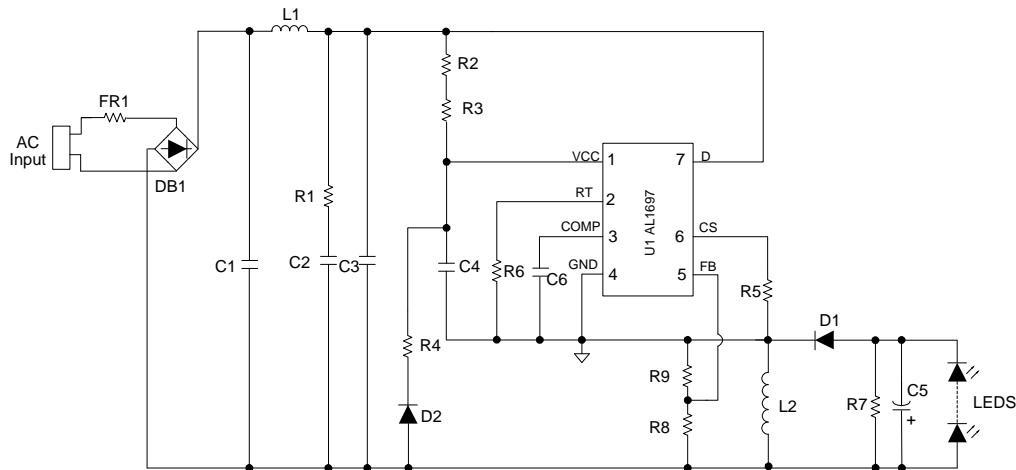 L1
R2
FR1
R3
AC
Input
DB1
VCC 1 7 D
RT 2
R1
COMP 3 6 CS
U1 AL1697
GND 4 5 FB
C1
C2
C3
C4
R6
C6
R5
R4
D1
R9
L2
R7
C5
+
LEDS
D2
R8